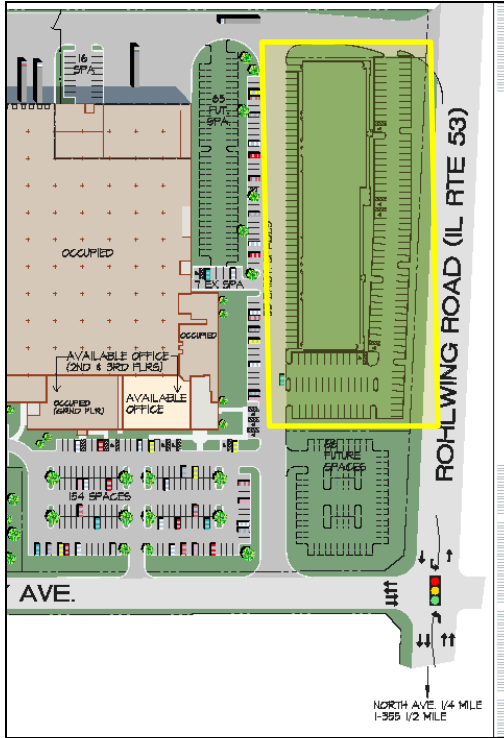 16
SPA.
65
FUT.
SPA.
OCCUPIED
7 EX SPA
OCCUPIED
AVAILABLE OFFICE
(2ND & 3RD FLRS)
OCCUPIED
(GRND FLR)
AVAILABLE
OFFICE
154 SPACES
FUTURE
SPACES
ROHLWING ROAD (IL RTE 53)
AVE.
NORTH AVE. 1/4 MILE
I-355 1/2 MILE